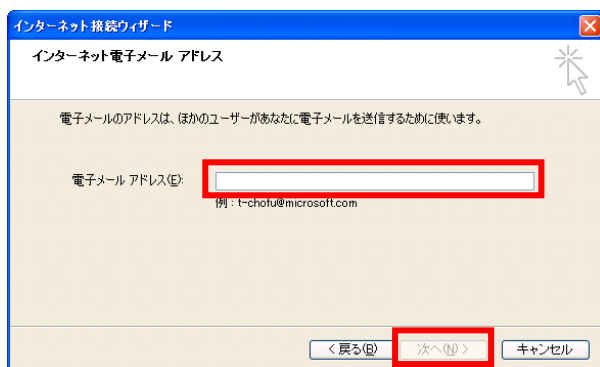 インターネット接続ウィザード
インターネット電子メール アドレス
電子メールのアドレスは、ほかのユーザーがあなたに電子メールを送信するために使います。
電子メール アドレス(E):
例 : t-chofu@microsoft.com
< 戻る(B) 次へ(N) > キャンセル